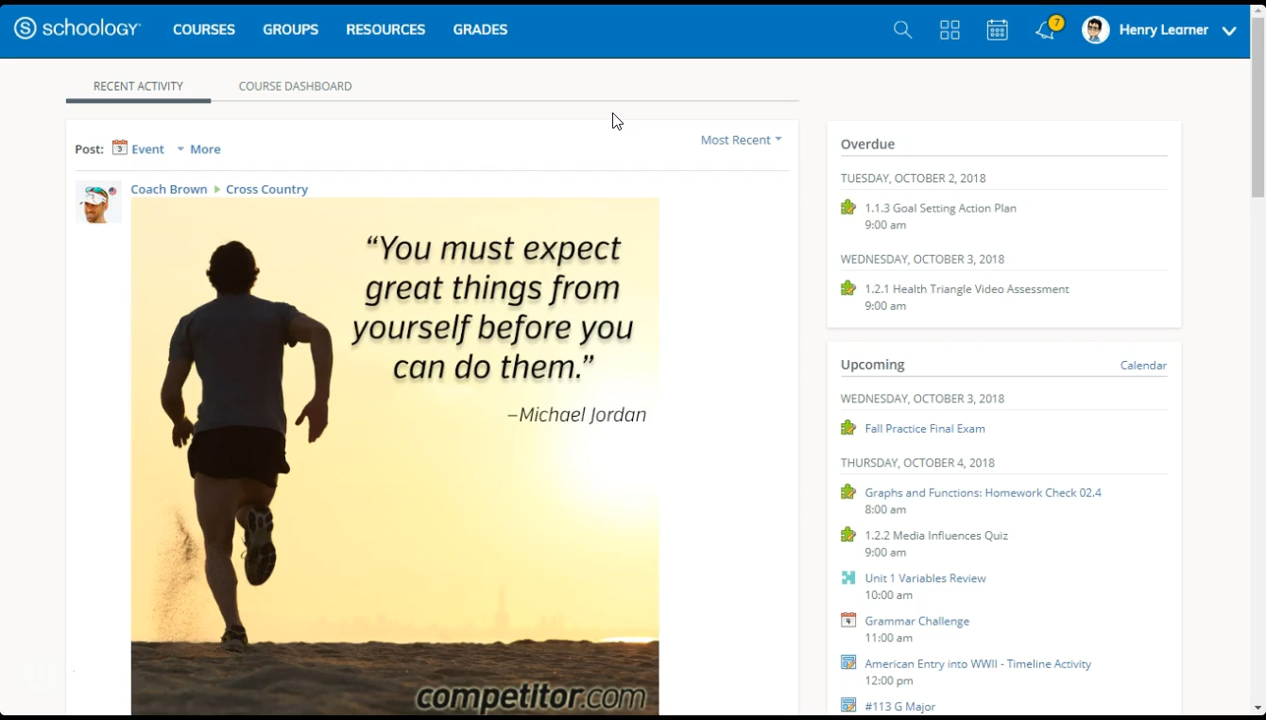 schoology
COURSES
GROUPS
RESOURCES
GRADES
7
Henry Learner
RECENT ACTIVITY
COURSE DASHBOARD
Post: Event More
Most Recent
Coach Brown Cross Country
“You must expect
great things from
yourself before you
can do them.”
–Michael Jordan
competitor.com
Overdue
TUESDAY, OCTOBER 2, 2018
1.1.3 Goal Setting Action Plan
9:00 am
WEDNESDAY, OCTOBER 3, 2018
1.2.1 Health Triangle Video Assessment
9:00 am
Upcoming
Calendar
WEDNESDAY, OCTOBER 3, 2018
Fall Practice Final Exam
THURSDAY, OCTOBER 4, 2018
Graphs and Functions: Homework Check 02.4
8:00 am
1.2.2 Media Influences Quiz
9:00 am
Unit 1 Variables Review
10:00 am
Grammar Challenge
11:00 am
American Entry into WWII - Timeline Activity
12:00 pm
#113 G Major